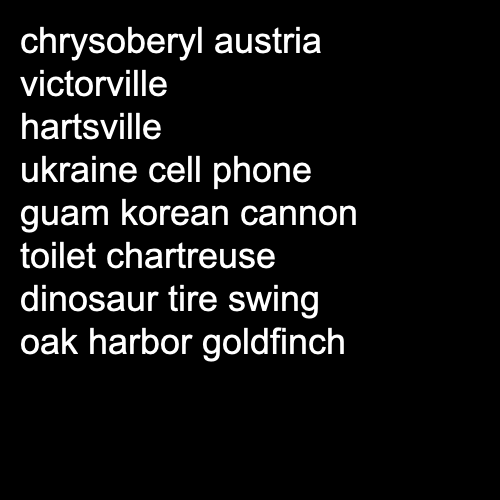 chrysoberyl austria
victorville
hartsville
ukraine cell phone
guam korean cannon
toilet chartreuse
dinosaur tire swing
oak harbor goldfinch